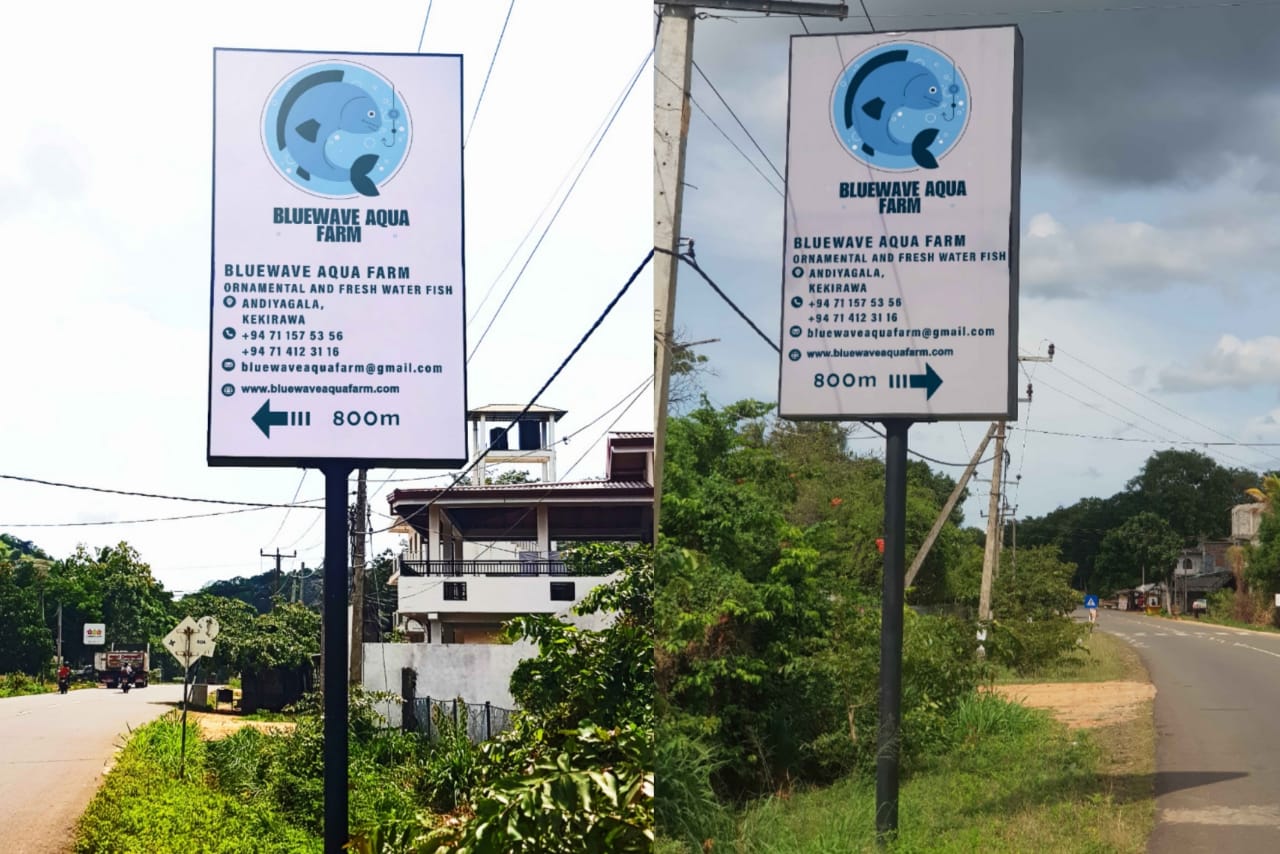 BLUEWAVE AQUA
FARM
BLUEWAVE AQUA FARM
ORNAMENTAL AND FRESH WATER FISH
ANDIYAGALA,
KEKIRAWA
+94 71 157 53 56
+94 71 412 31 16
bluewaveaquafarm@gmail.com
www.bluewaveaquafarm.com
800m
BLUEWAVE AQUA
FARM
BLUEWAVE AQUA FARM
ORNAMENTAL AND FRESH WATER FISH
ANDIYAGALA,
KEKIRAWA
+94 71 157 53 56
+94 71 412 31 16
bluewaveaquafarm@gmail.com
www.bluewaveaquafarm.com
800m